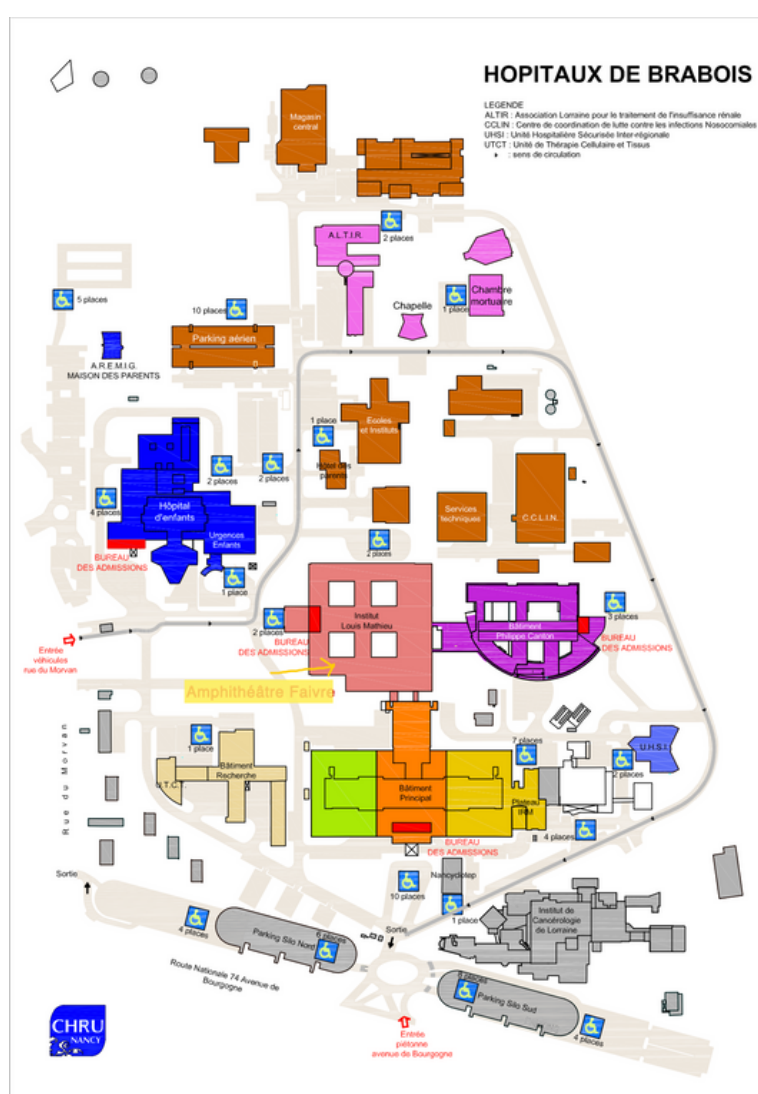 HOPITAUX DE BRABOIS
LEGENDE
ALTIR : Association Lorraine pour le traitement de l'insuffisance rénale
CCLIN : Centre de coordination de lutte contre les infections Nosocomiales
UHSI : Unité Hospitalière Sécurisée Inter-régionale
UTCT : Unité de Thérapie Cellulaire et Tissus
: sens de circulation
Magasin
central
A.L.T.I.R.
2 places
Chambre
mortuaire
1 place
Chapelle
5 places
10 places
Parking aérien
A.R.E.M.I.G.
MAISON DES PARENTS
1 place
Ecoles
et Instituts
Hôtel des
parents
2 places
2 places
4 places
Hôpital
d'enfants
Urgences
Enfants
BUREAU
DES ADMISSIONS
1 place
Services
techniques
C.C.L.I.N.
2 places
Institut
Louis Mathieu
2 places
BUREAU
DES ADMISSIONS
Bâtiment
Philippe Canton
3 places
BUREAU
DES ADMISSIONS
Entrée
véhicules
rue du Morvan
Amphithéâtre Faivre
Rue du Morvan
1 place
Bâtiment
Recherche
U.T.C.T.
Bâtiment
Principal
7 places
Plateau
IRM
U.H.S.I.
2 places
4 places
BUREAU
DES ADMISSIONS
Nancyclotep
10 places
1 place
Institut de
Cancérologie
de Lorraine
Sortie
4 places
Parking Silo Nord
6 places
Sortie
Route Nationale 74 Avenue de
Bourgogne
Parking Silo Sud
4 places
Entrée
piétonne
avenue de Bourgogne
CHRU
NANCY